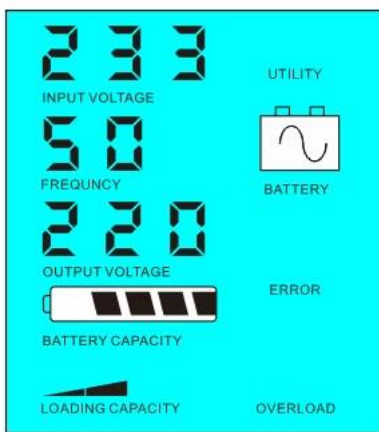 233
UTILITY
INPUT VOLTAGE
50
FREQUNCY
BATTERY
220
OUTPUT VOLTAGE
ERROR
BATTERY CAPACITY
LOADING CAPACITY
OVERLOAD